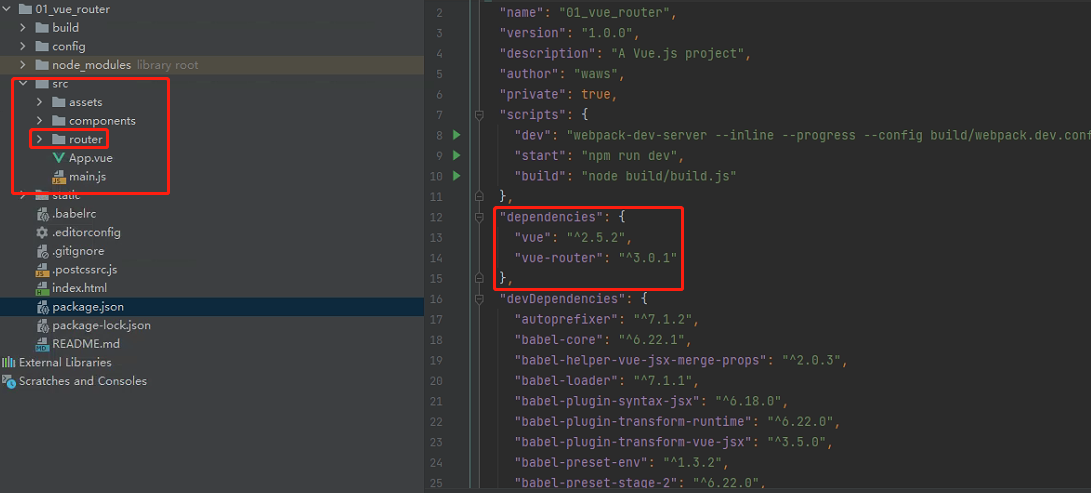 01_vue_router
build
config
node_modules library root
src
assets
components
router
App.vue
main.js
static
.babelrc
.editorconfig
.gitignore
.postcssrc.js
index.html
package.json
package-lock.json
README.md
External Libraries
Scratches and Consoles
2 "name": "01_vue_router",
3 "version": "1.0.0",
4 "description": "A Vue.js project",
5 "author": "waws",
6 "private": true,
7 "scripts": {
8 "dev": "webpack-dev-server --inline --progress --config build/webpack.dev.conf
9 "start": "npm run dev",
10 "build": "node build/build.js"
11 },
12 "dependencies": {
13 "vue": "^2.5.2",
14 "vue-router": "^3.0.1"
15 },
16 "devDependencies": {
17 "autoprefixer": "^7.1.2",
18 "babel-core": "^6.22.1",
19 "babel-helper-vue-jsx-merge-props": "^2.0.3",
20 "babel-loader": "^7.1.1",
21 "babel-plugin-syntax-jsx": "^6.18.0",
22 "babel-plugin-transform-runtime": "^6.22.0",
23 "babel-plugin-transform-vue-jsx": "^3.5.0",
24 "babel-preset-env": "^1.3.2",
25 "babel-preset-stage-2": "^6.22.0",